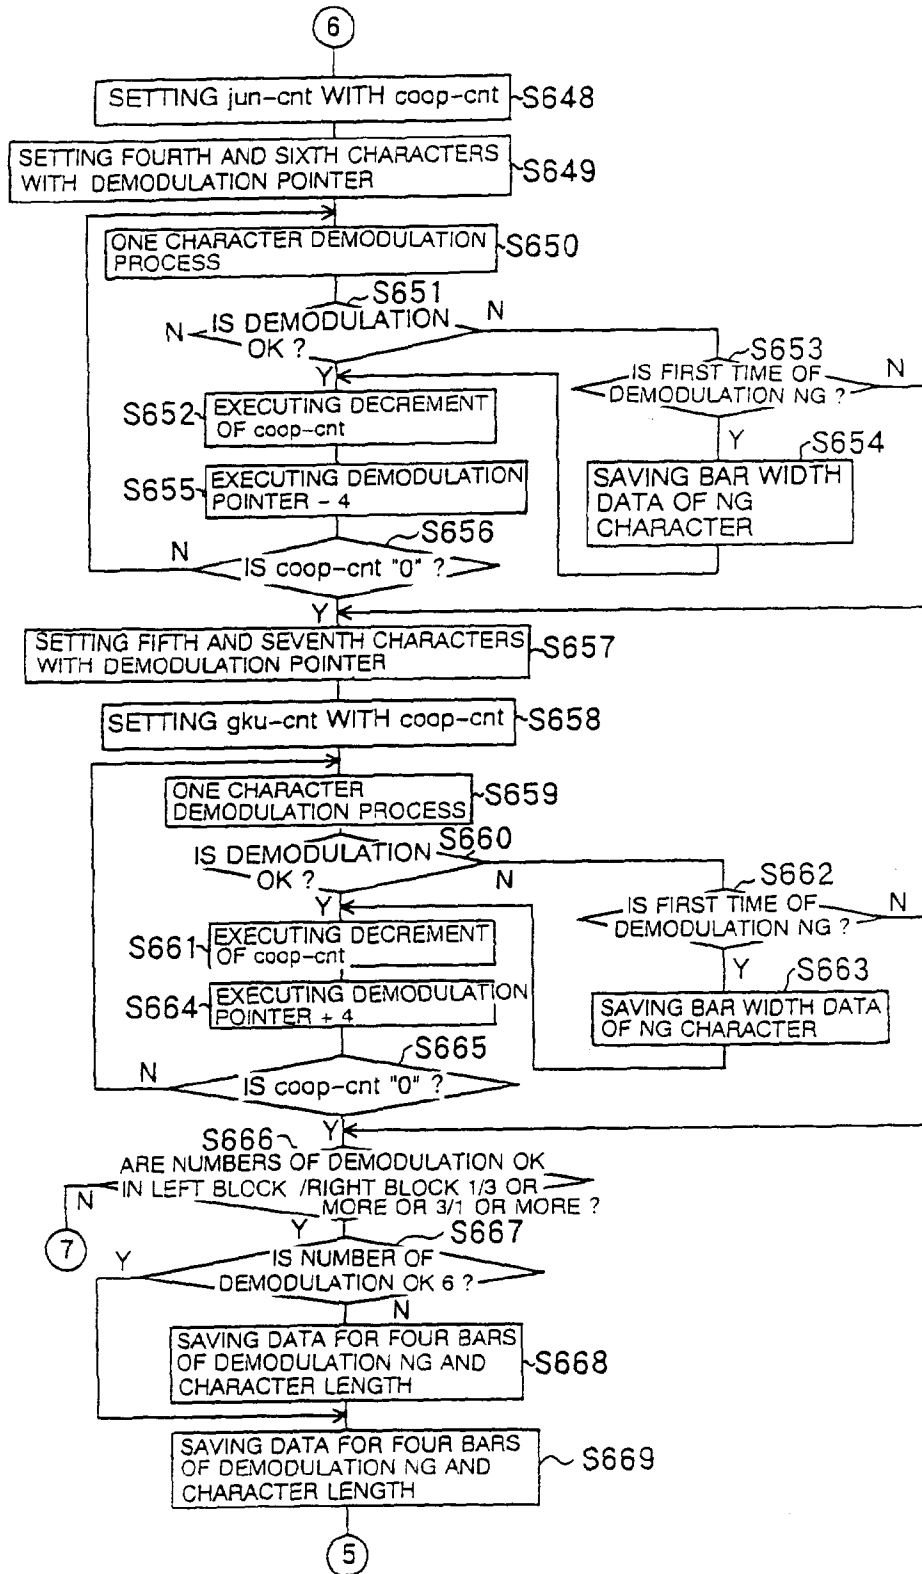 6
SETTING jun-cnt WITH coop-cnt
S648
SETTING FOURTH AND SIXTH CHARACTERS
WITH DEMODULATION POINTER
S649
ONE CHARACTER DEMODULATION
PROCESS
S650
S651
N
IS DEMODULATION
OK ?
N
Y
S653
IS FIRST TIME OF
DEMODULATION NG ?
N
Y
S652
EXECUTING DECREMENT
OF coop-cnt
S654
SAVING BAR WIDTH
DATA OF NG
CHARACTER
S655
EXECUTING DEMODULATION
POINTER - 4
S656
N
IS coop-cnt "0" ?
Y
SETTING FIFTH AND SEVENTH CHARACTERS
WITH DEMODULATION POINTER
S657
SETTING gku-cnt WITH coop-cnt
S658
ONE CHARACTER
DEMODULATION PROCESS
S659
S660
IS DEMODULATION
OK ?
N
Y
S662
IS FIRST TIME OF
DEMODULATION NG ?
N
Y
S661
EXECUTING DECREMENT
OF coop-cnt
S663
SAVING BAR WIDTH DATA
OF NG CHARACTER
S664
EXECUTING DEMODULATION
POINTER + 4
S665
N
IS coop-cnt "0" ?
Y
S666
ARE NUMBERS OF DEMODULATION OK
IN LEFT BLOCK /RIGHT BLOCK 1/3 OR
MORE OR 3/1 OR MORE ?
N
7
Y
S667
Y
IS NUMBER OF
DEMODULATION OK 6 ?
N
SAVING DATA FOR FOUR BARS
OF DEMODULATION NG AND
CHARACTER LENGTH
S668
SAVING DATA FOR FOUR BARS
OF DEMODULATION NG AND
CHARACTER LENGTH
S669
5